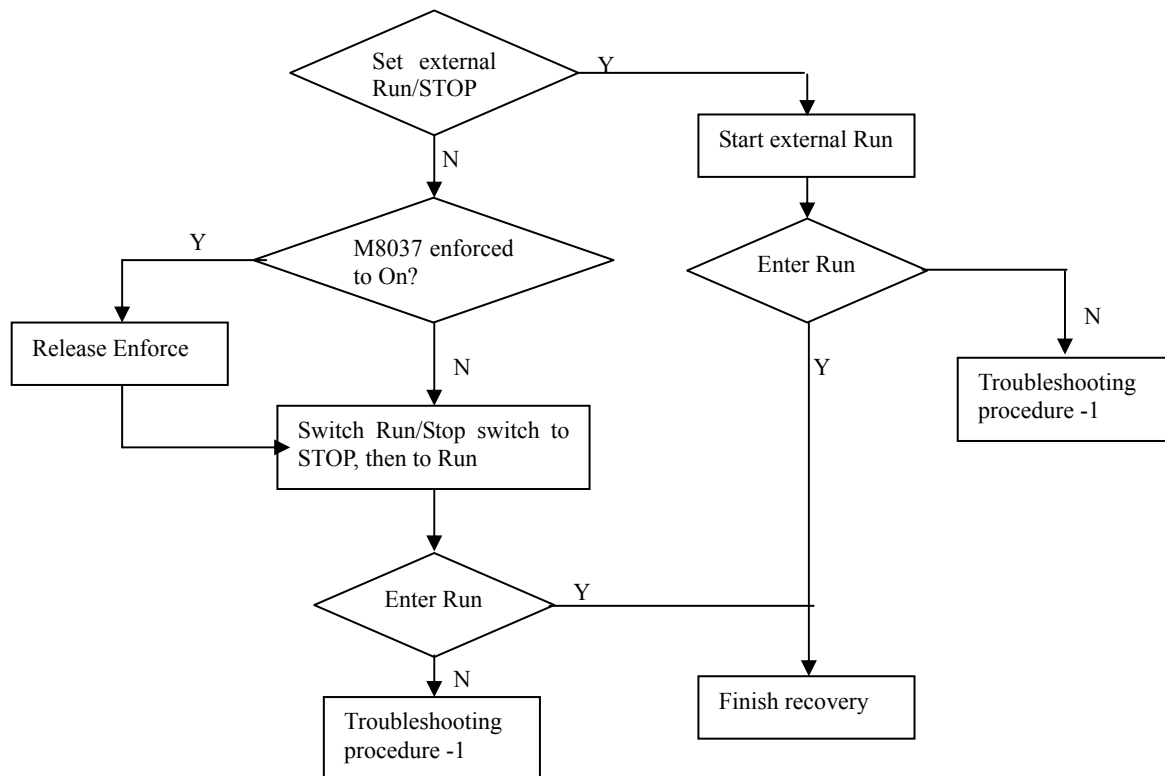 Set external
Run/STOP
Y
Start external Run
N
M8037 enforced
to On?
Y
Enter Run
N
Release Enforce
N
Y
Troubleshooting
procedure -1
Switch Run/Stop switch to
STOP, then to Run
Enter Run
Y
N
Finish recovery
Troubleshooting
procedure -1